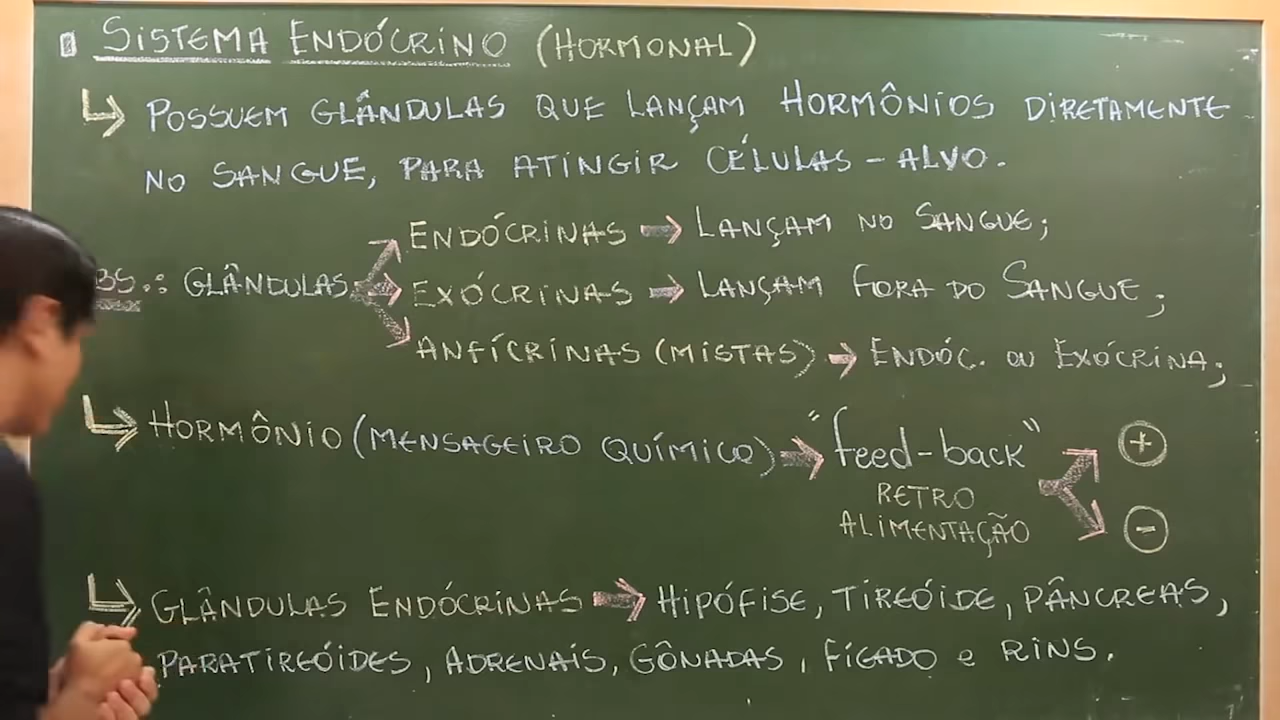 SISTEMA ENDÓCRINO (HORMONAL)
POSSUEM GLÂNDULAS QUE LANÇAM HORMÔNIOS DIRETAMENTE
NO SANGUE, PARA ATINGIR CÉLULAS-ALVO.
ENDÓCRINAS → LANÇAM NO SANGUE;
BS.: GLÂNDULAS → EXÓCRINAS → LANÇAM FORA DO SANGUE;
ANFÍCRINAS (MISTAS) → ENDÓC. OU EXÓCRINA;
HORMÔNIO (MENSAGEIRO QUÍMICO) → "feed-back" +
RETRO
ALIMENTAÇÃO -
GLÂNDULAS ENDÓCRINAS → HIPÓFISE, TIREÓIDE, PÂNCREAS,
PARATIREÓIDES, ADRENAIS, GÔNADAS, FÍGADO e RINS.